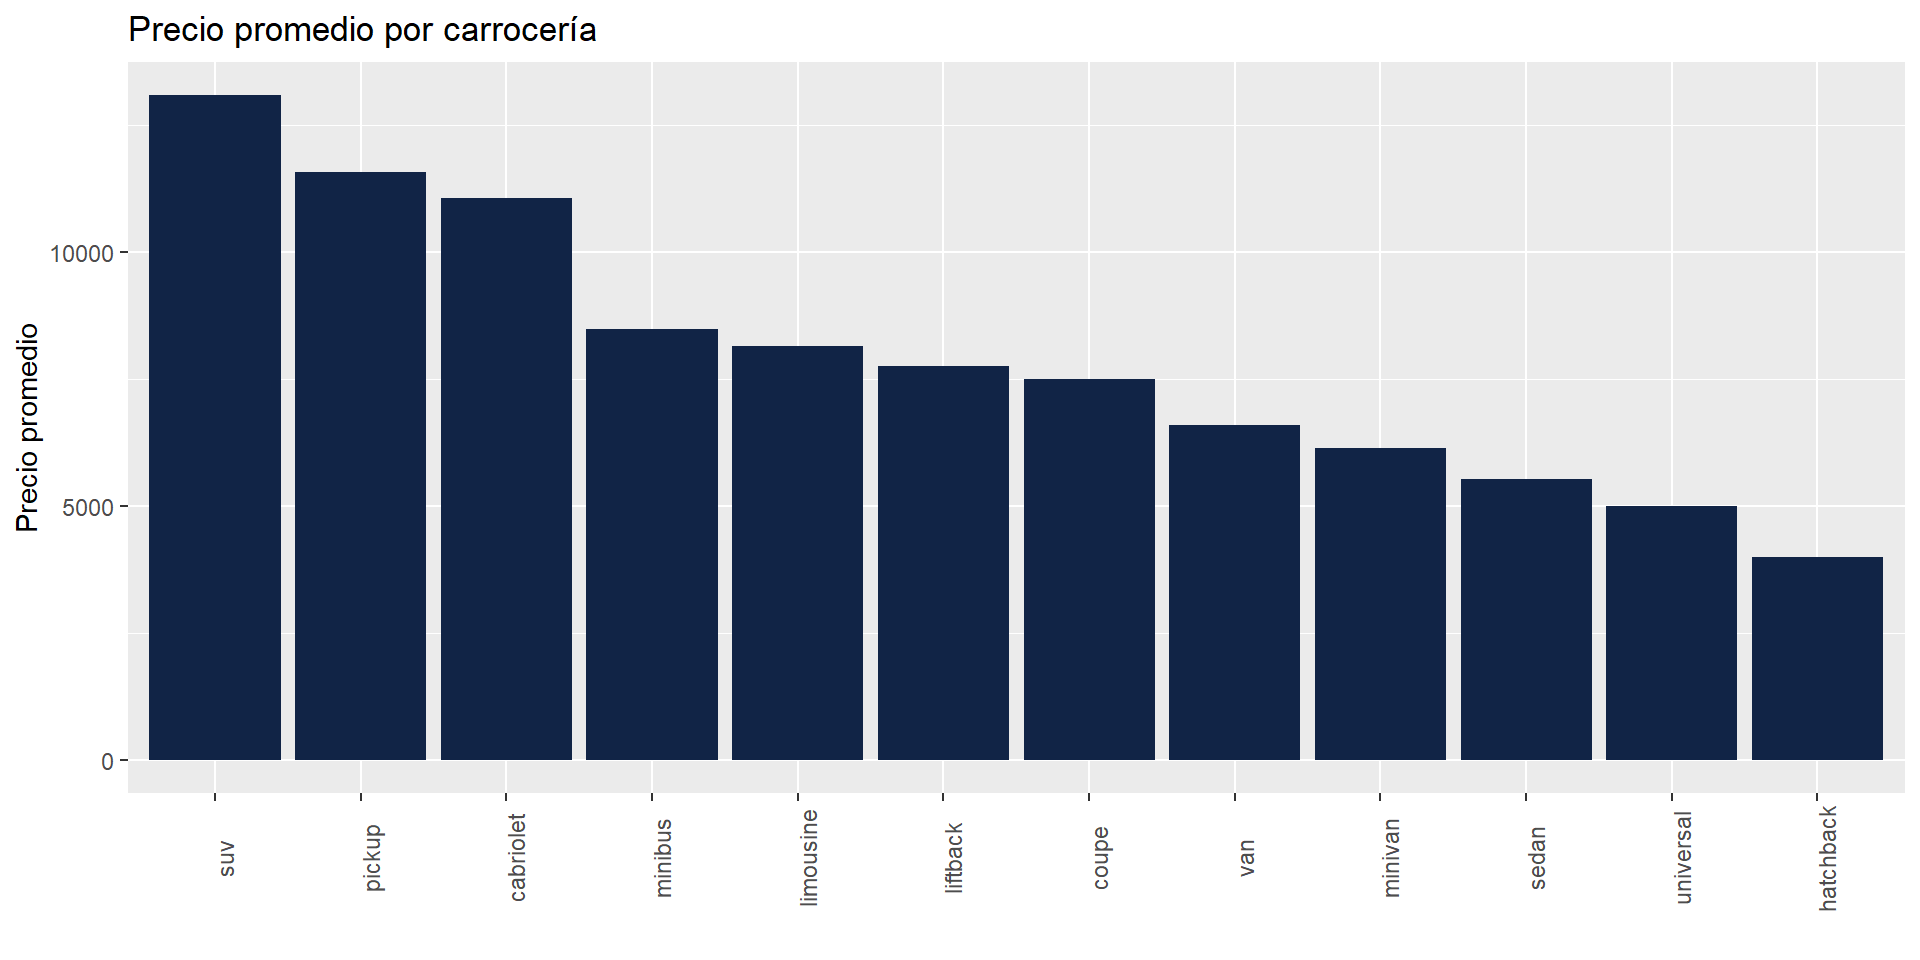 Precio promedio por carrocería
Precio promedio
10000
5000
0
suv
pickup
cabriolet
minibus
limousine
liftback
coupe
van
minivan
sedan
universal
hatchback